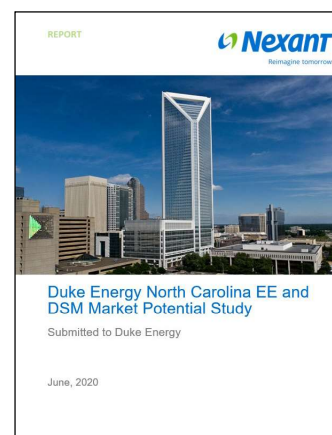 REPORT
Nexant
Reimagine tomorrow
Duke Energy North Carolina EE and
DSM Market Potential Study
Submitted to Duke Energy
June, 2020